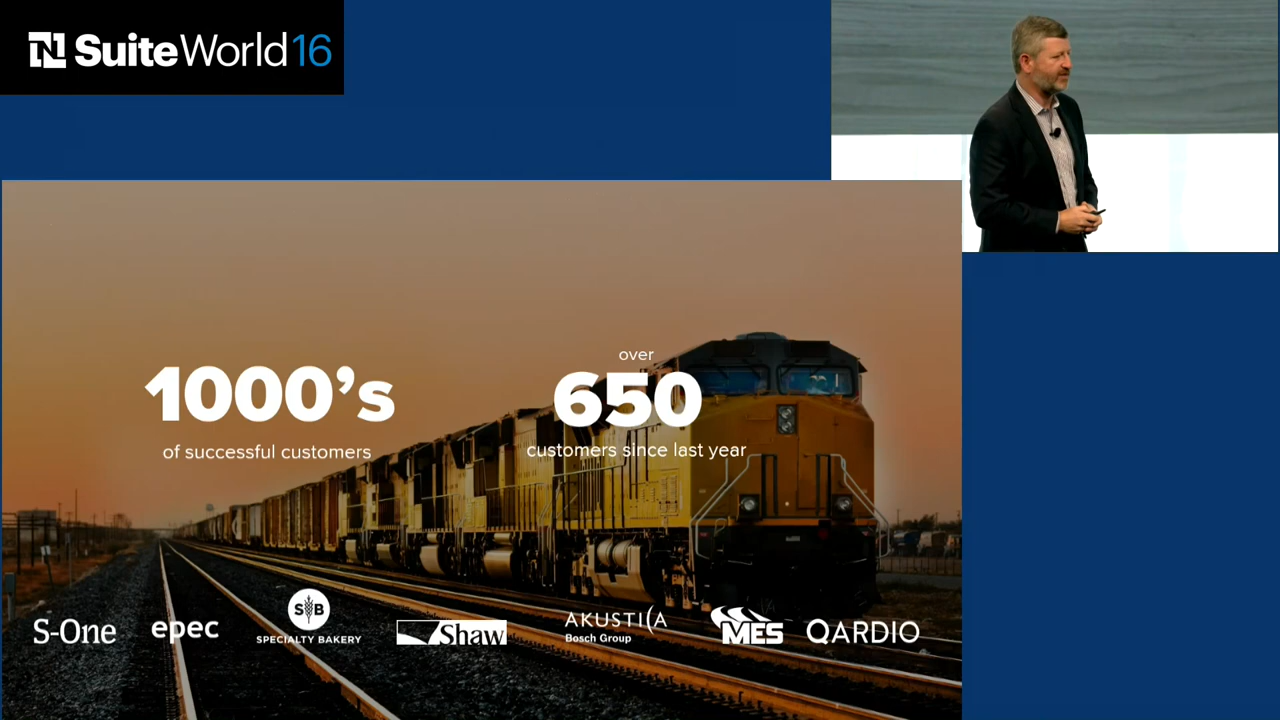 SuiteWorld16
1000's
of successful customers
over
650
customers since last year
S-One
epec
SB
SPECIALTY BAKERY
Shaw
AKUSTICA
Bosch Group
MES
QARDIO